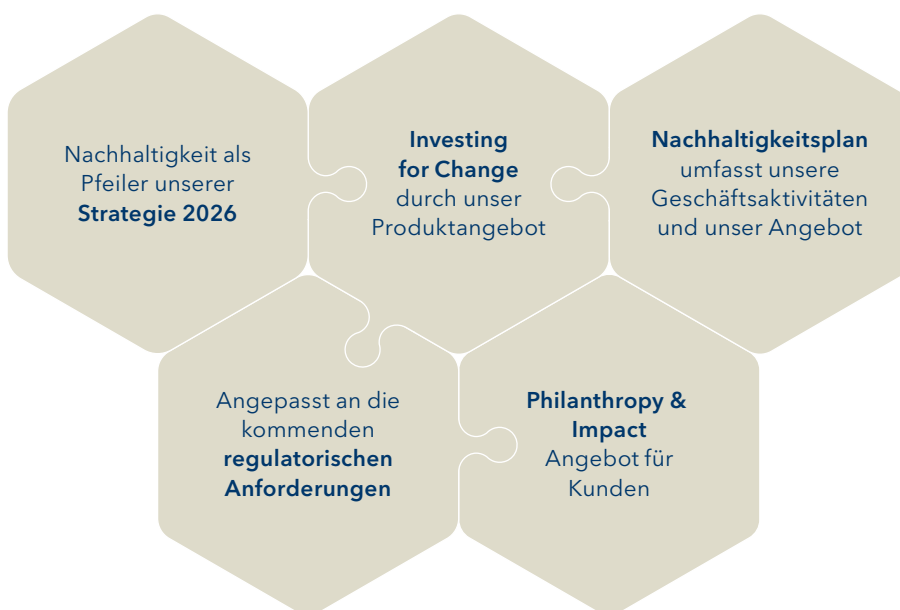 Nachhaltigkeit als
Pfeiler unserer
Strategie 2026
Investing
for Change
durch unser
Produktangebot
Nachhaltigkeitsplan
umfasst unsere
Geschäftsaktivitäten
und unser Angebot
Angepasst an die
kommenden
regulatorischen
Anforderungen
Philanthropy &
Impact
Angebot für
Kunden